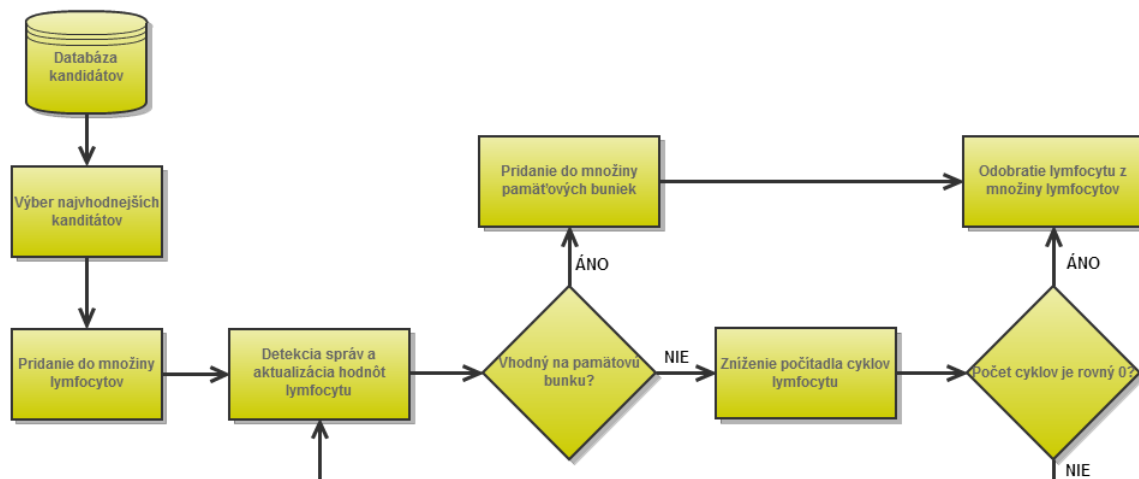 Databáza
kandidátov
Výber najvhodnejších
kanditátov
Pridanie do množiny
lymfocytov
Detekcia správ a
aktualizácia hodnôt
lymfocytu
Vhodný na pamätovú
bunku?
ÁNO
Pridanie do množiny
pamäťových buniek
NIE
Zníženie počítadla cyklov
lymfocytu
Počet cyklov je rovný 0?
ÁNO
Odobratie lymfocytu z
množiny lymfocytov
NIE